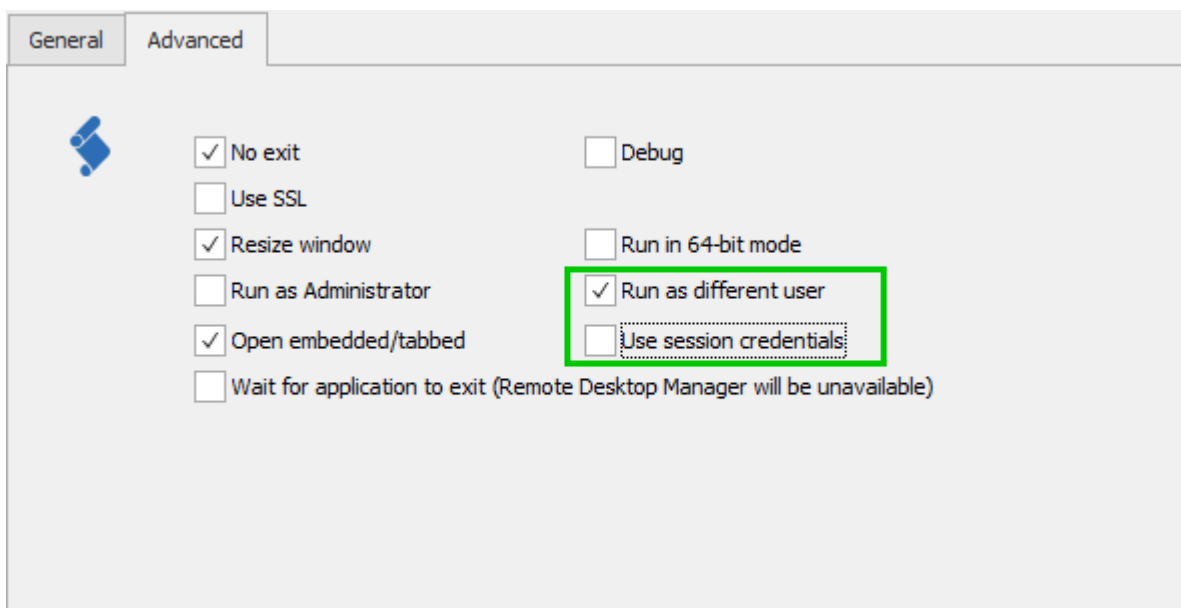 General Advanced
No exit Debug
Use SSL
Resize window Run in 64-bit mode
Run as Administrator Run as different user
Open embedded/tabbed Use session credentials
Wait for application to exit (Remote Desktop Manager will be unavailable)